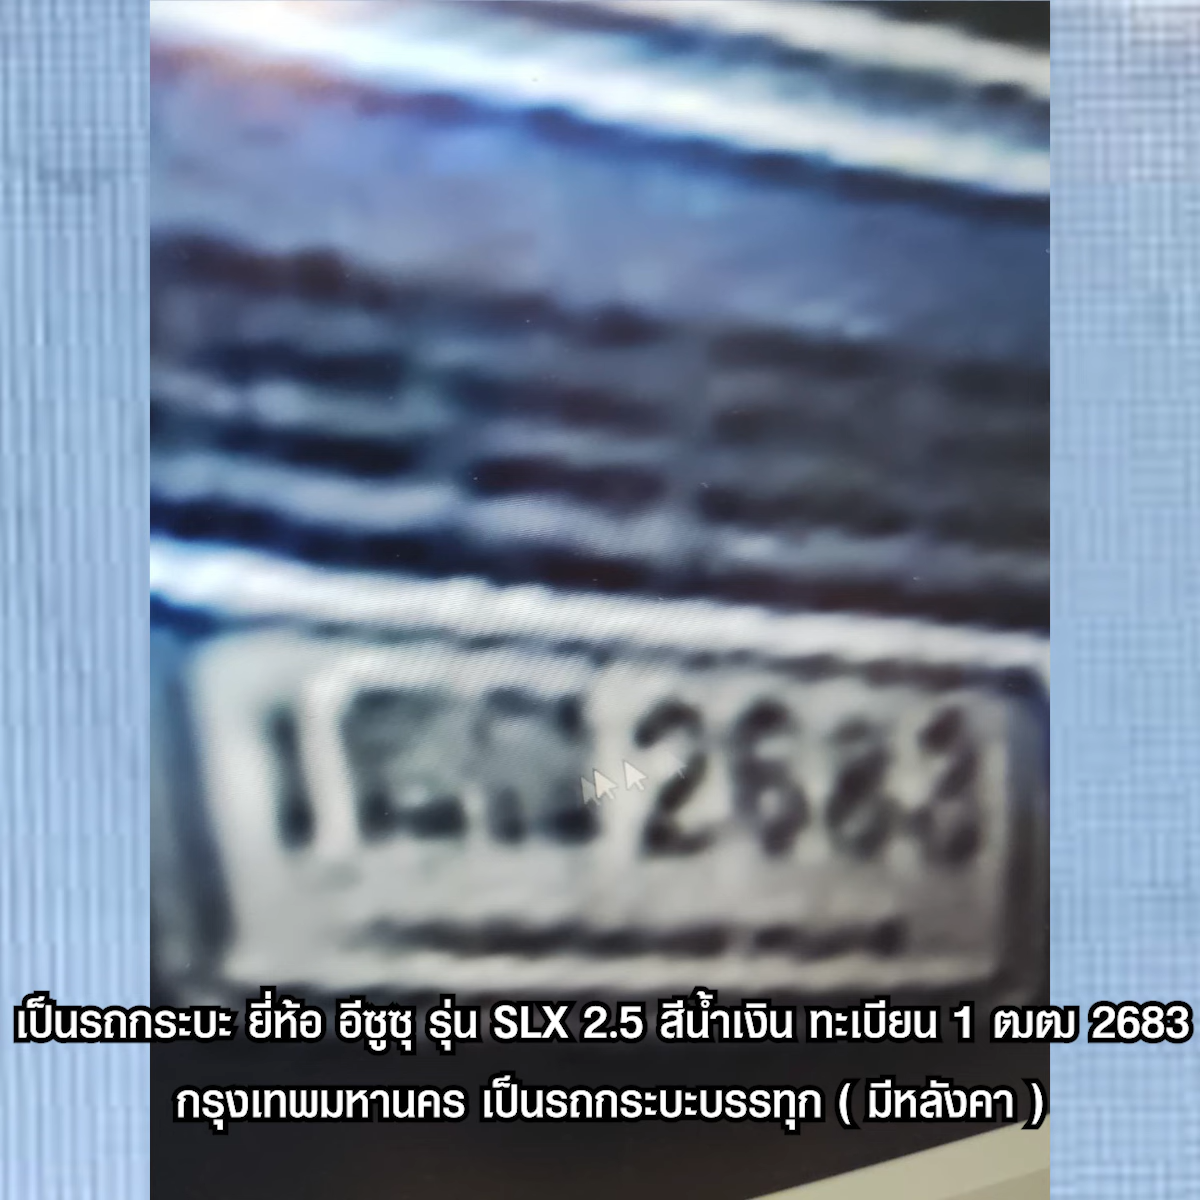 2683
เป็นรถกระบะ ยี่ห้อ อีซูซุ รุ่น SLX 2.5 สีน้ำเงิน ทะเบียน 1 ฒฒ 2683
กรุงเทพมหานคร เป็นรถกระบะบรรทุก ( มีหลังคา )